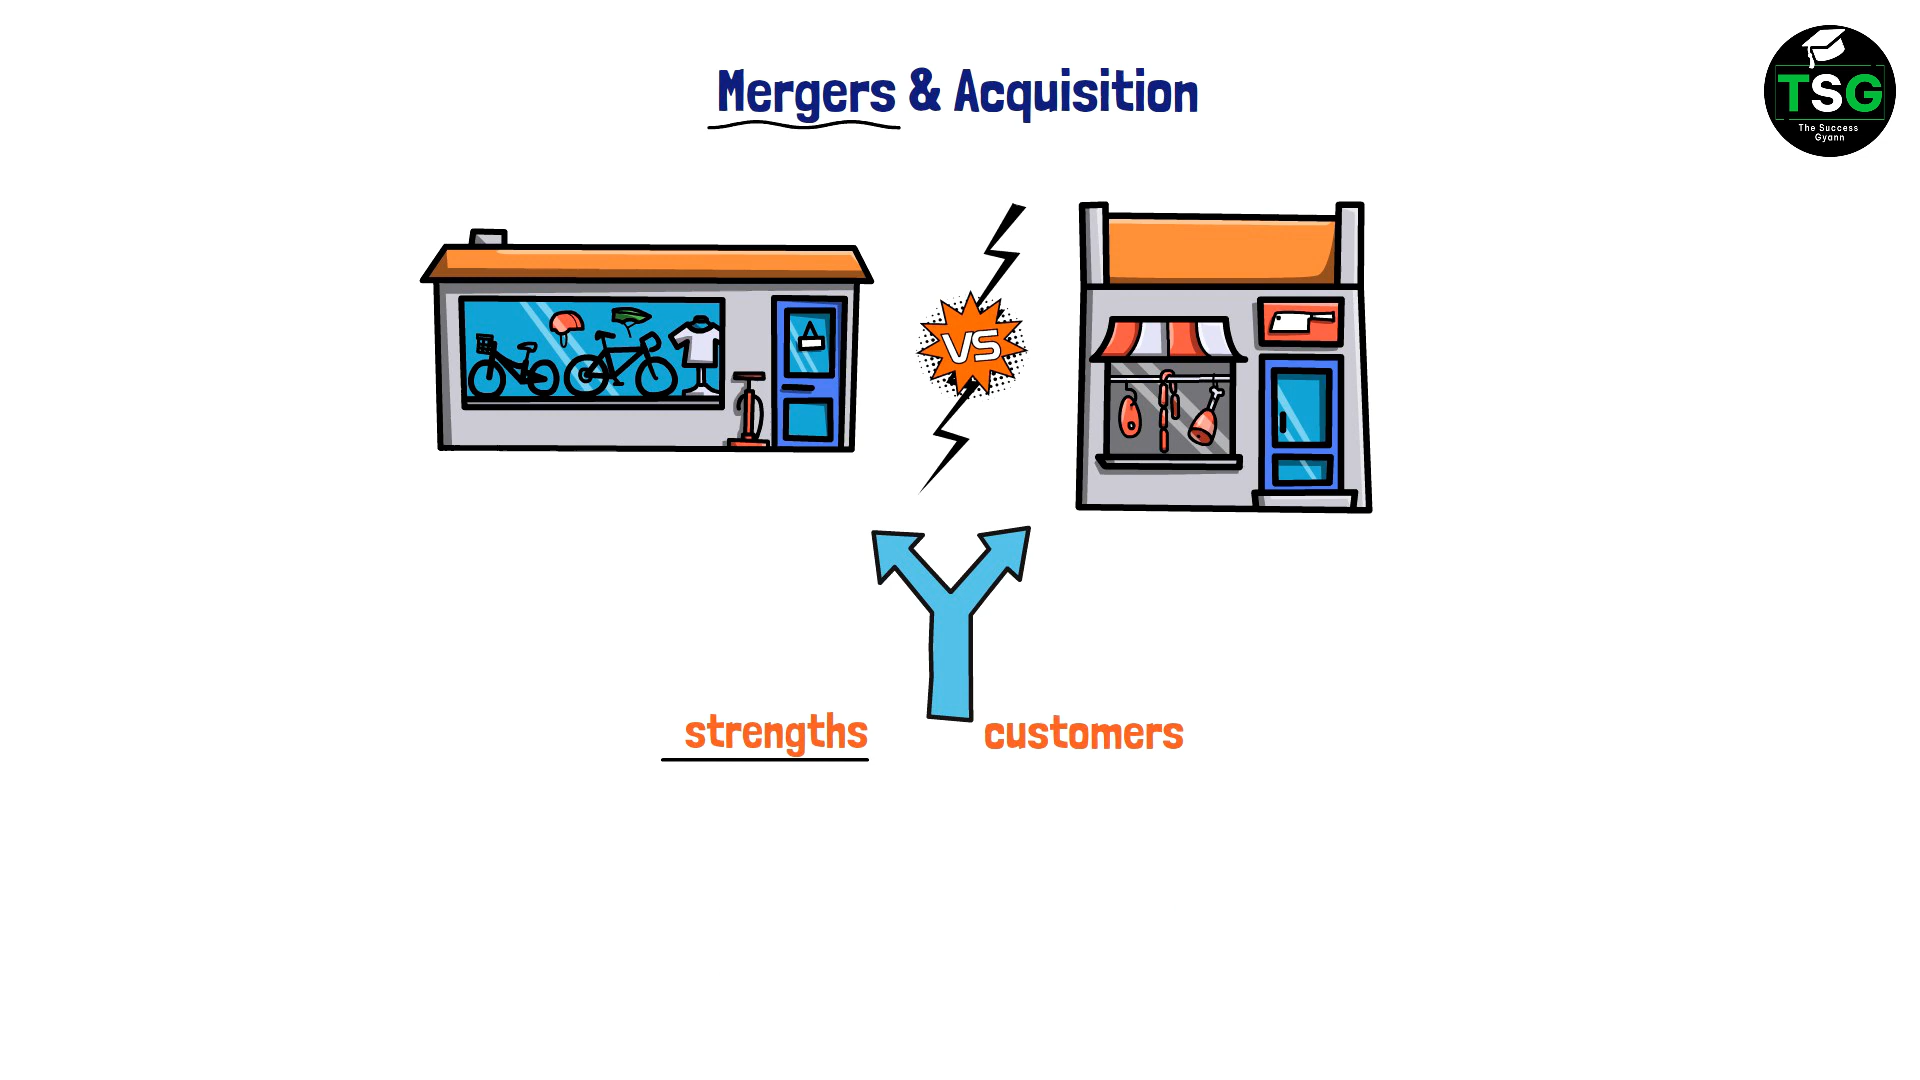 Mergers & Acquisition
TSG
The Success
Gyann
VS
strengths
customers